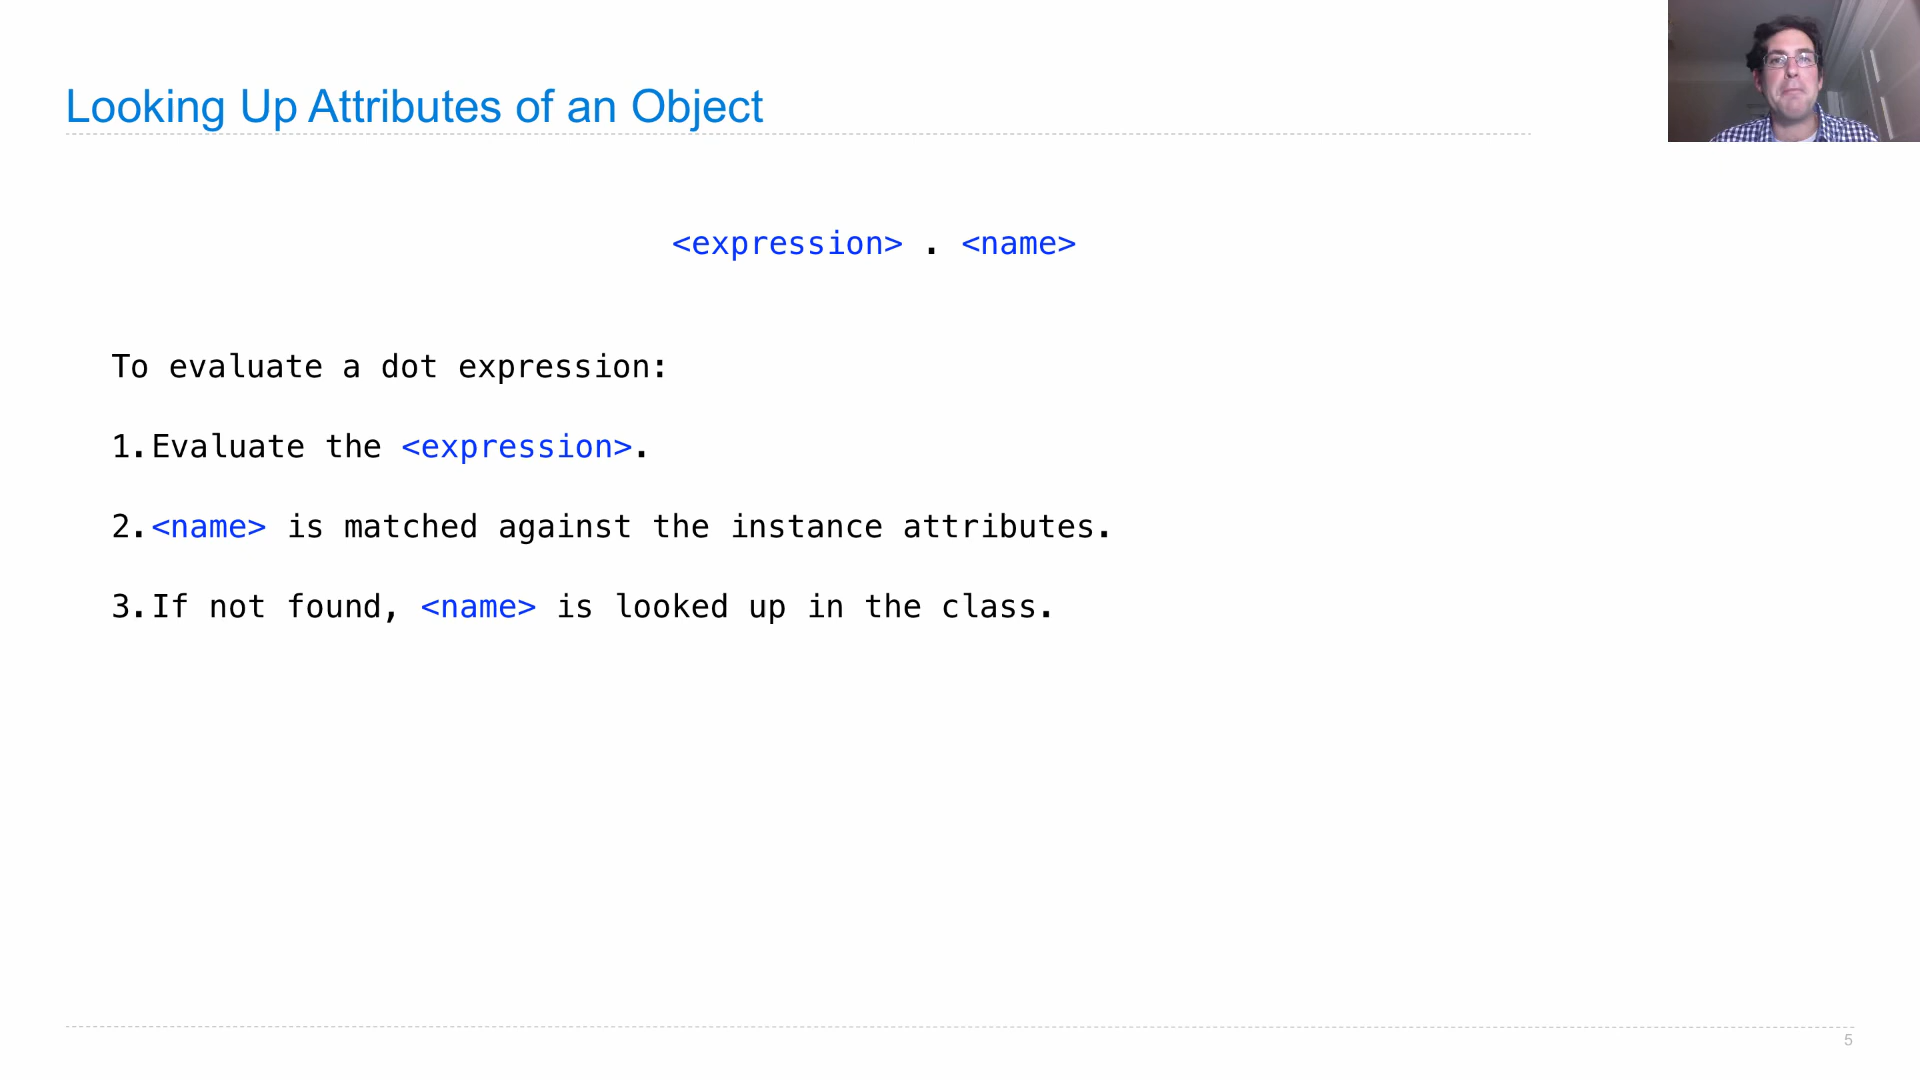 Looking Up Attributes of an Object
<expression> . <name>
To evaluate a dot expression:
1. Evaluate the <expression>.
2. <name> is matched against the instance attributes.
3. If not found, <name> is looked up in the class.
5